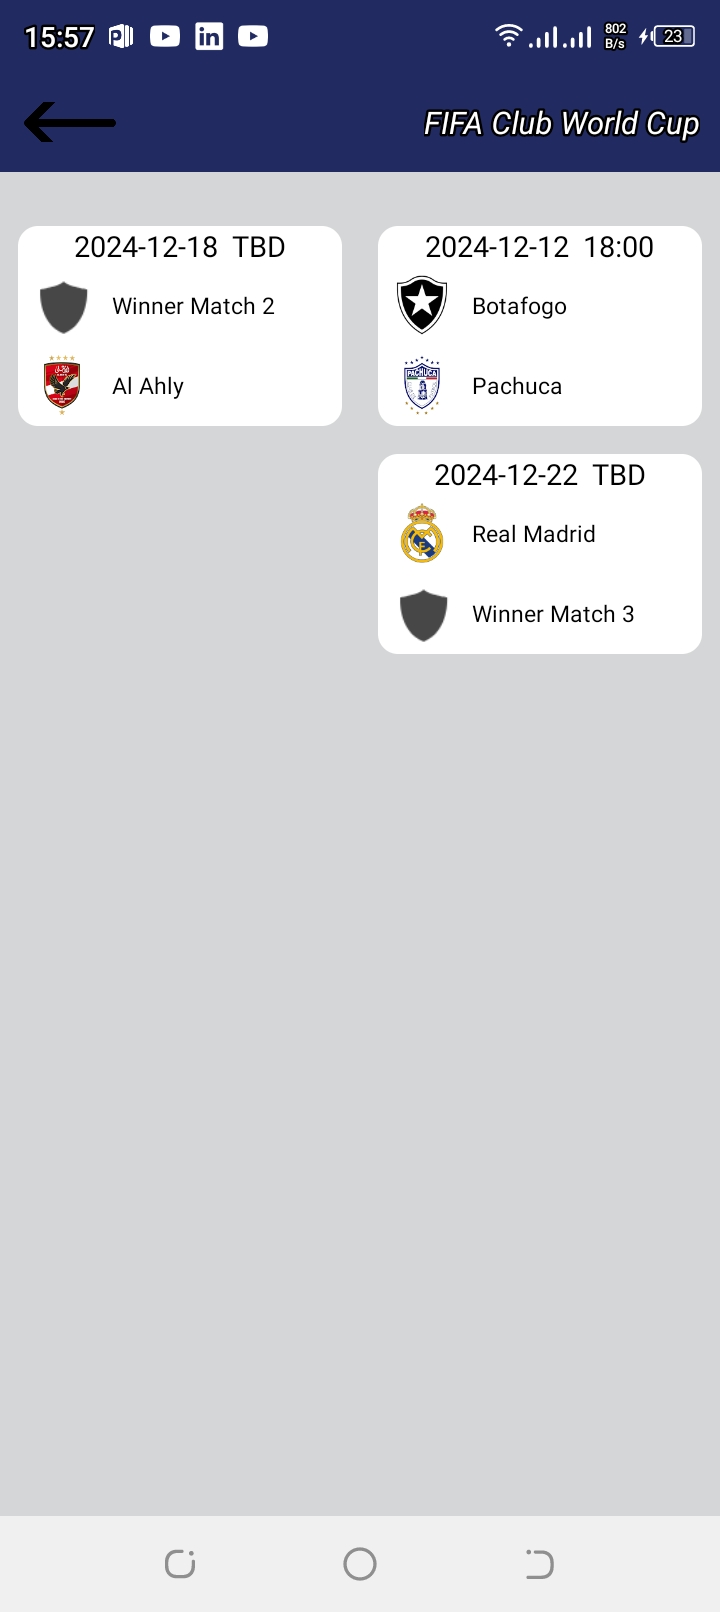 15:57
802
B/s
23
FIFA Club World Cup
2024-12-18 TBD
Winner Match 2
Al Ahly
2024-12-12 18:00
Botafogo
PACHUCA
Pachuca
2024-12-22 TBD
Real Madrid
Winner Match 3